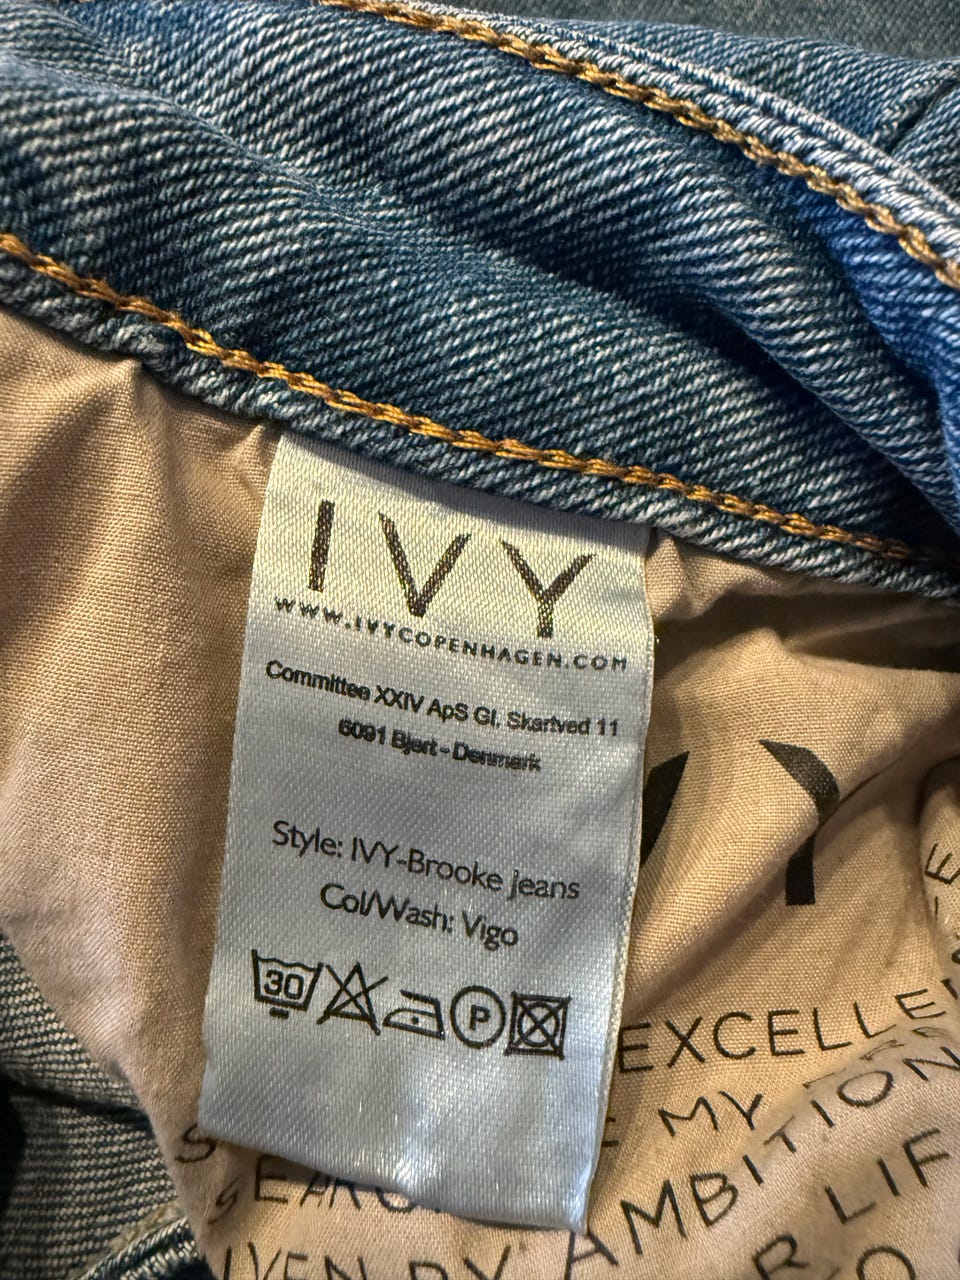 IVY
WWW.IVYCOPENHAGEN.COM
Committee XXIV ApS Gl. Skartved 11
6091 Bjert - Denmark
Style: IVY-Brooke jeans
Col/Wash: Vigo
30
P
EXCELLE
MY
AMBITION
LIF